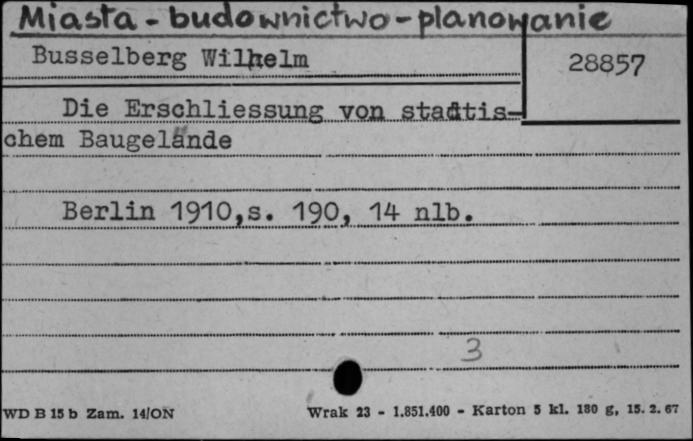 Miasta - budownictwo - planowanie
Busselberg Wilhelm
28857
Die Erschliessung von stadtis-
chem Baugelände
Berlin 1910,s. 190, 14 nlb.
3
WD B 15 b Zam. 14/ON
Wrak 23 - 1.851.400 - Karton 5 kl. 180 g, 15. 2. 67